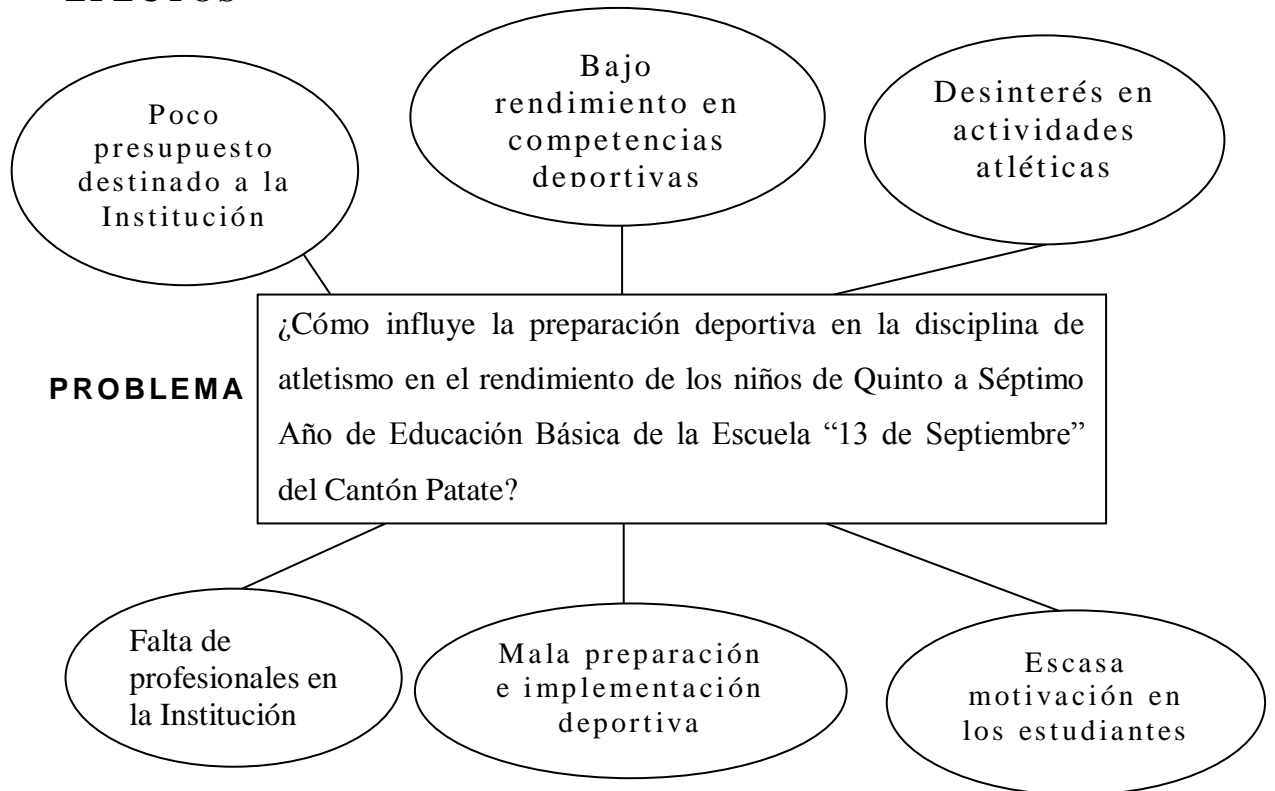 EFECTOS
Poco
presupuesto
destinado a la
Institución
Bajo
rendimiento en
competencias
deportivas
Desinterés en
actividades
atléticas
PROBLEMA
¿Cómo influye la preparación deportiva en la disciplina de
atletismo en el rendimiento de los niños de Quinto a Séptimo
Año de Educación Básica de la Escuela “13 de Septiembre”
del Cantón Patate?
Falta de
profesionales en
la Institución
Mala preparación
e implementación
deportiva
Escasa
motivación en
los estudiantes